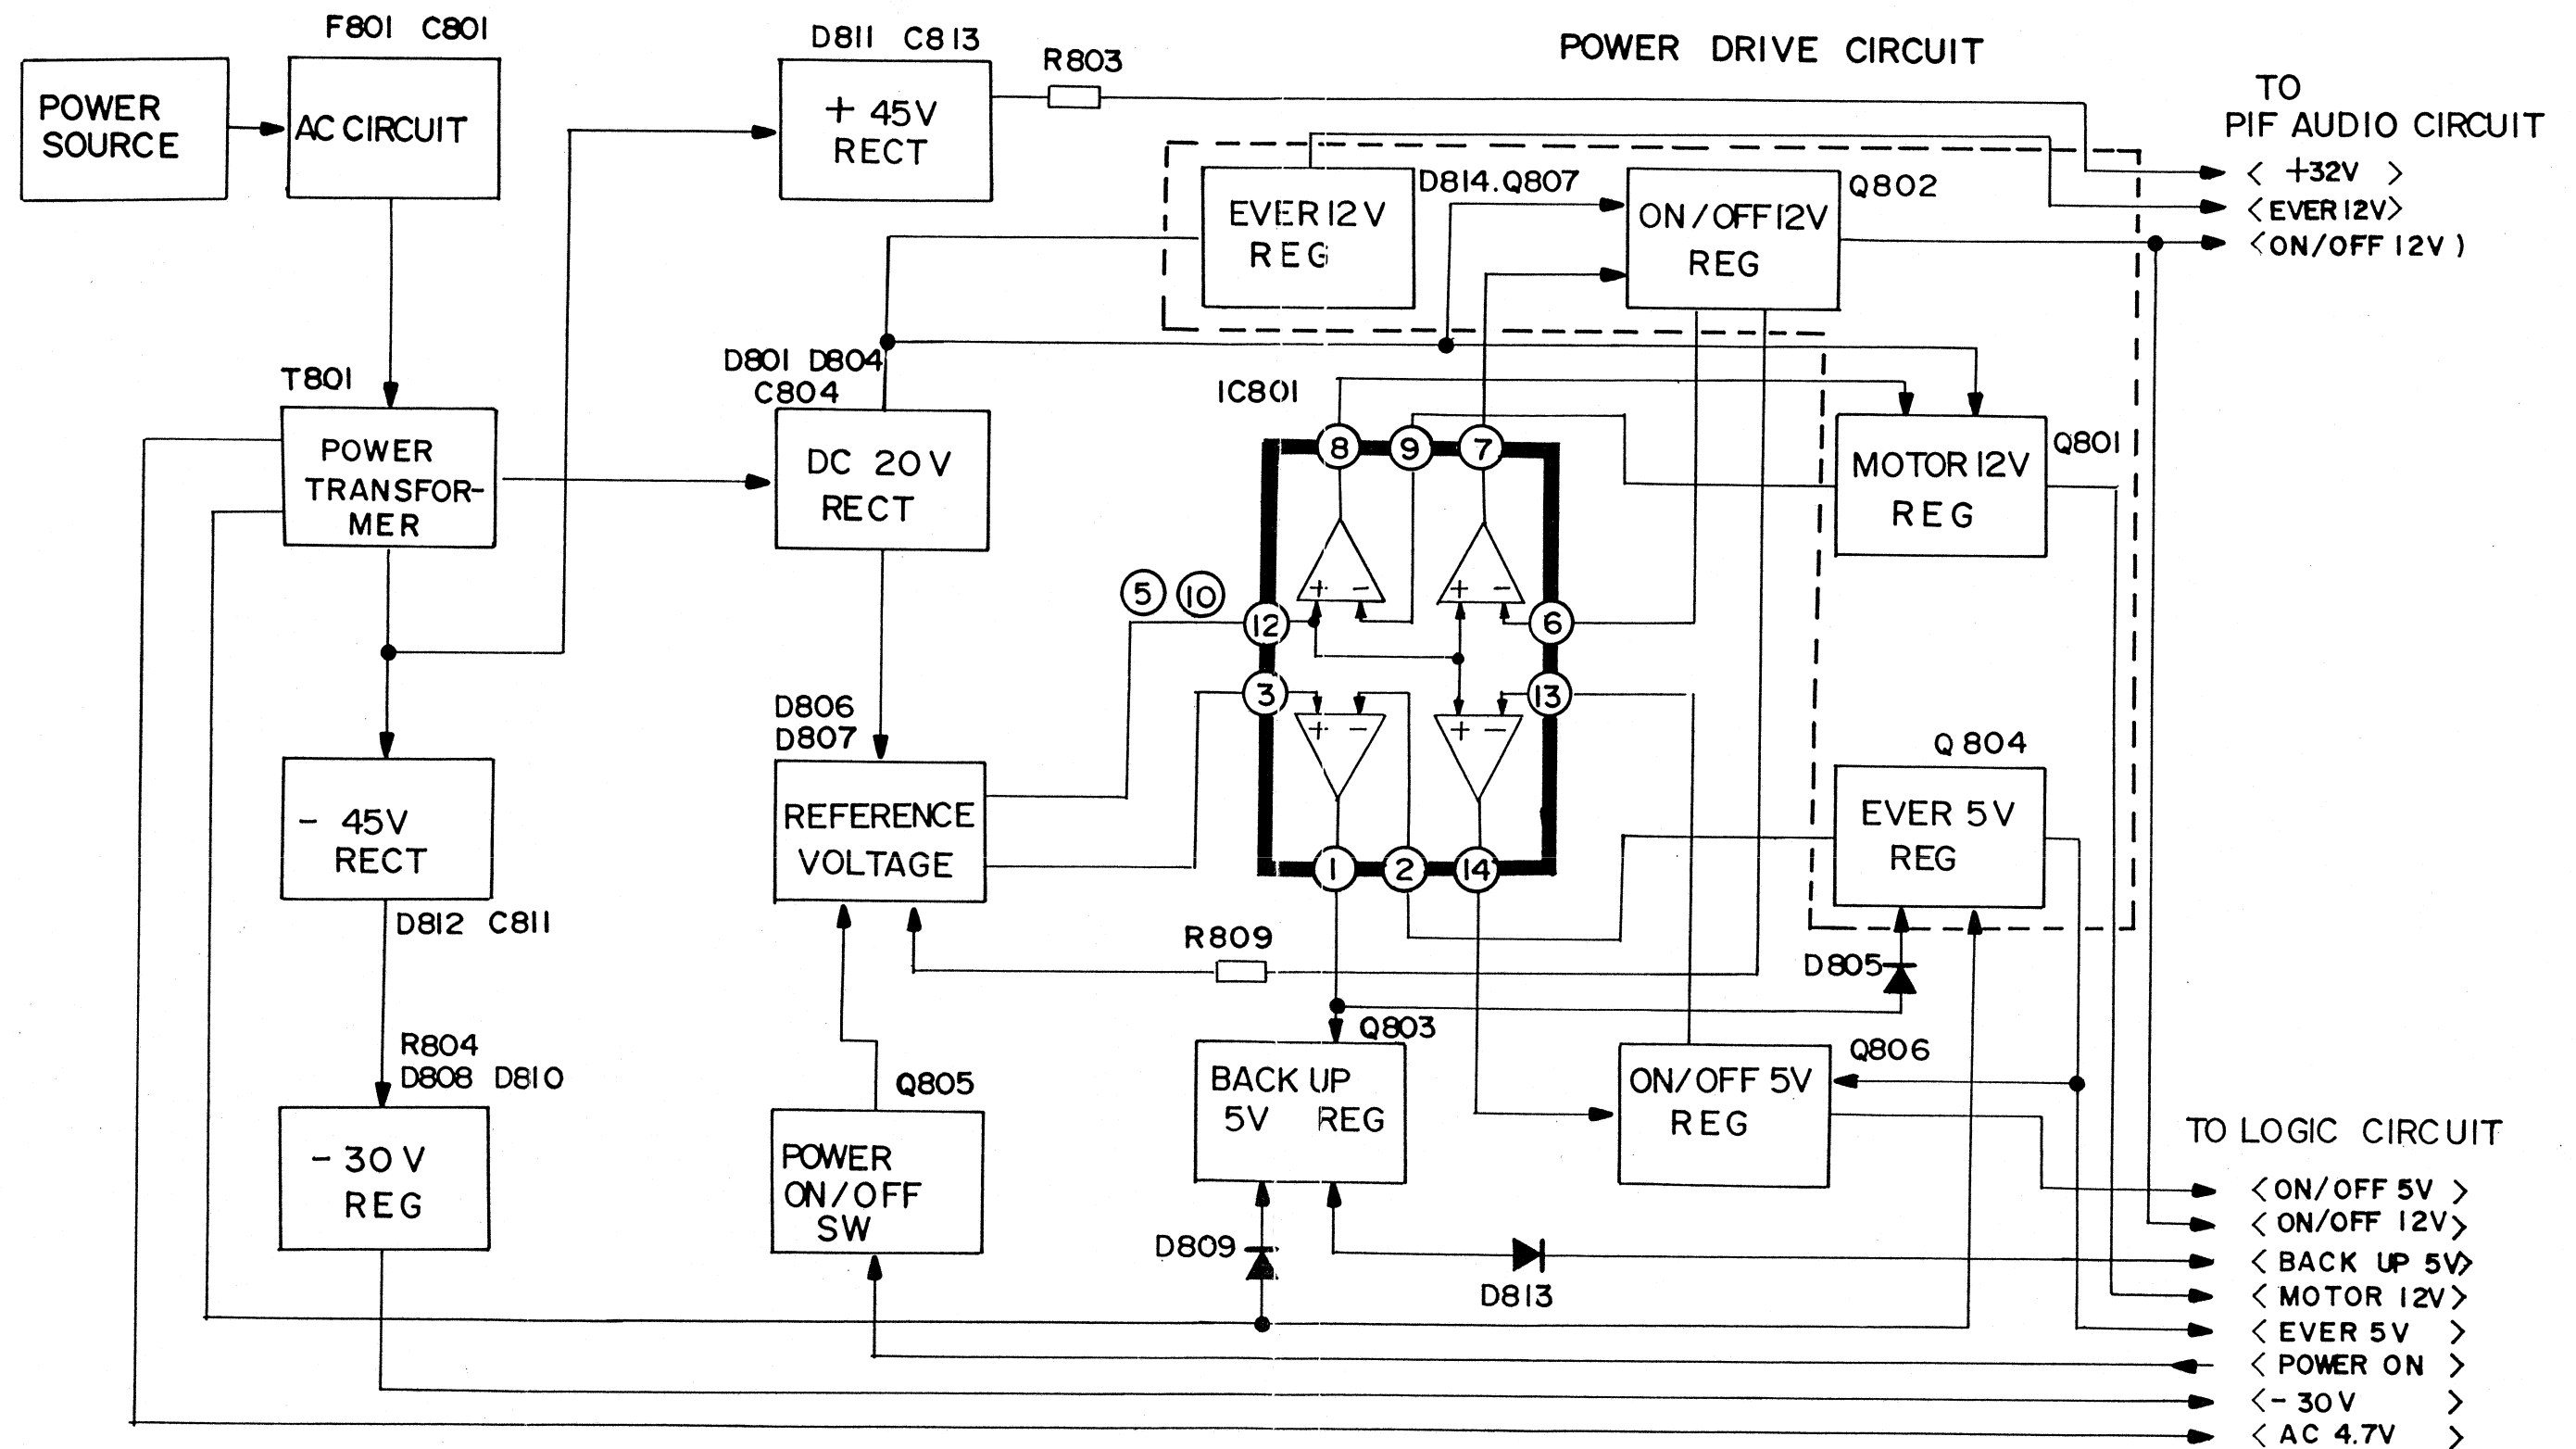 F801 C801
D811 C813
R803
POWER DRIVE CIRCUIT
POWER
SOURCE
AC CIRCUIT
+ 45V
RECT
TO
PIF AUDIO CIRCUIT
< +32V >
<EVER 12V>
<ON/OFF 12V)
EVER 12V
REG
D814.Q807
ON/OFF 12V
REG
Q802
T801
POWER
TRANSFOR-
MER
D801 D804
C804
DC 20V
RECT
IC801
8
9
7
MOTOR 12V
REG
Q801
+ -
+ -
5
10
12
6
3
13
+ -
+ -
1
2
14
D806
D807
REFERENCE
VOLTAGE
- 45V
RECT
D812 C811
Q804
EVER 5V
REG
R809
D805
R804
D808 D810
- 30V
REG
Q805
POWER
ON/OFF
SW
Q803
BACK UP
5V REG
Q806
ON/OFF 5V
REG
D809
D813
TO LOGIC CIRCUIT
<ON/OFF 5V >
< ON/OFF 12V>
< BACK UP 5V>
< MOTOR 12V>
< EVER 5V >
< POWER ON >
<- 30V >
< AC 4.7V >